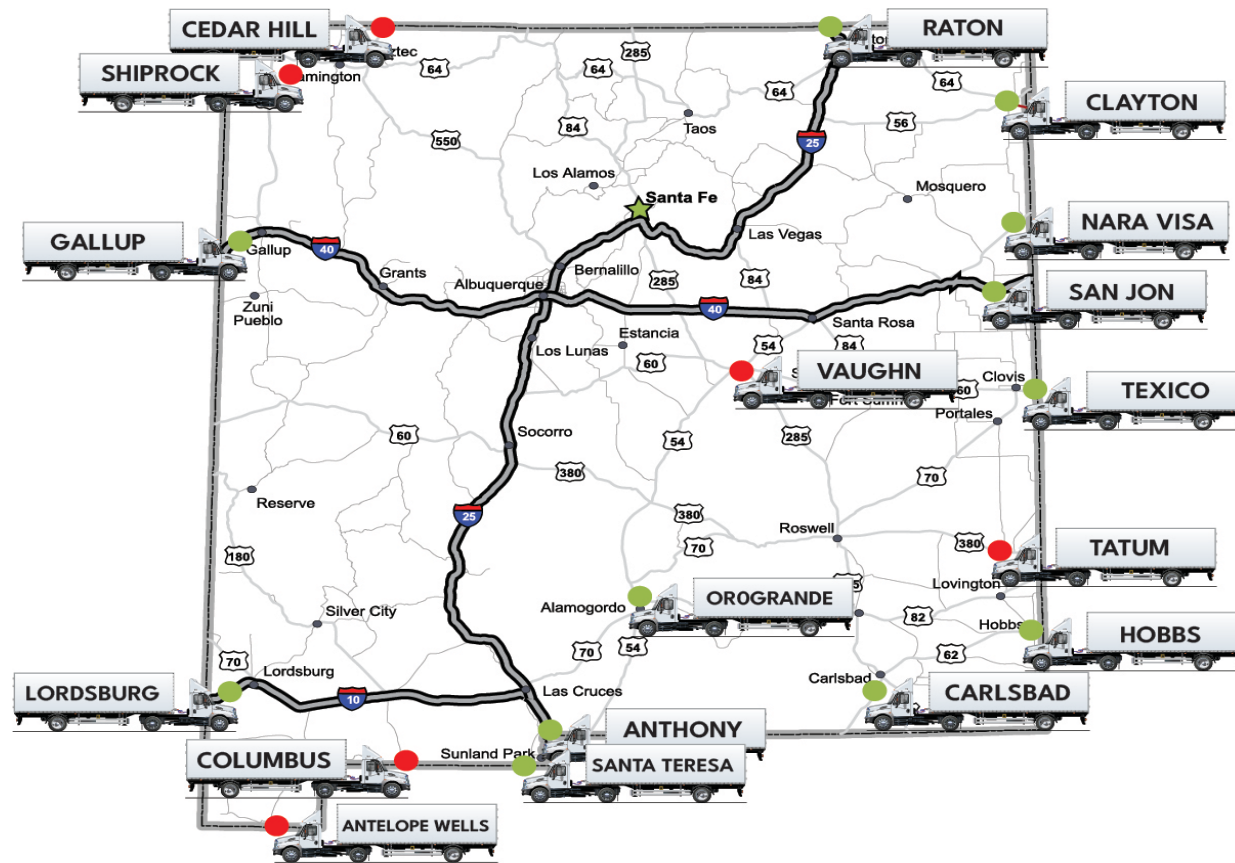 CEDAR HILL
RATON
SHIPROCK
CLAYTON
NARA VISA
GALLUP
SAN JON
VAUGHN
TEXICO
TATUM
OR0GRANDE
HOBBS
LORDSBURG
CARLSBAD
ANTHONY
COLUMBUS
SANTA TERESA
ANTELOPE WELLS
285
64
64
64
64
84
550
56
25
Taos
Los Alamos
Santa Fe
Mosquero
Las Vegas
Gallup
40
Grants
Bernalillo
Albuquerque
285
84
40
Zuni
Pueblo
Santa Rosa
Los Lunas
Estancia
60
54
84
Clovis
60
Portales
Socorro
60
54
285
380
70
Reserve
25
380
70
Roswell
380
180
Lovington
Silver City
Alamogordo
82
Hobbs
62
70
54
70
Lordsburg
10
Las Cruces
Carlsbad
Sunland Park